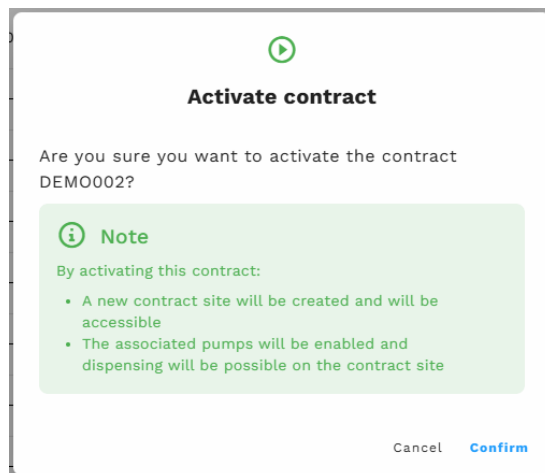 Activate contract
Are you sure you want to activate the contract
DEMO002?
Note
By activating this contract:
• A new contract site will be created and will be
accessible
• The associated pumps will be enabled and
dispensing will be possible on the contract site
Cancel Confirm